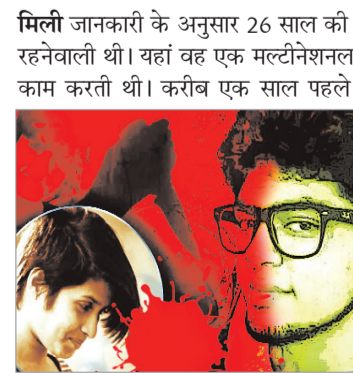 मिली जानकारी के अनुसार 26 साल की
रहनेवाली थी। यहां वह एक मल्टीनेशनल
काम करती थी। करीब एक साल पहले